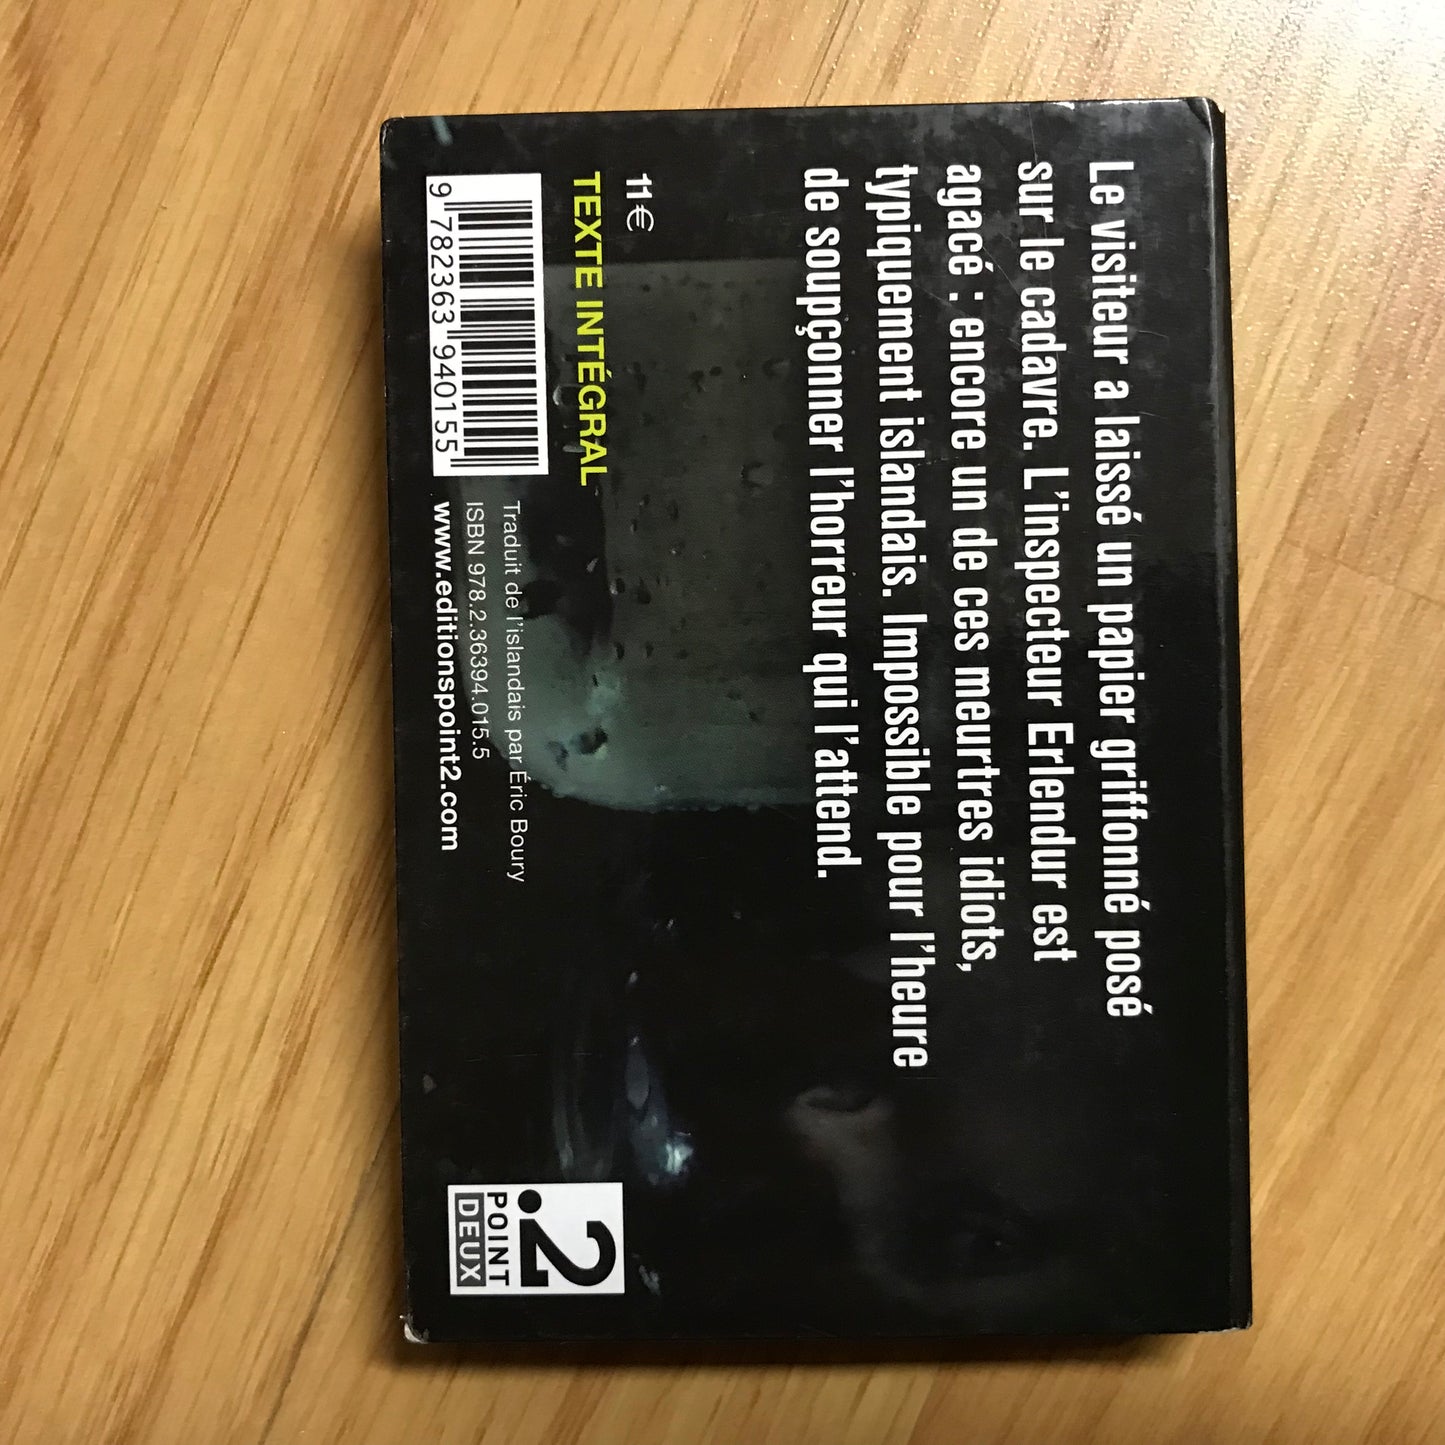 Le visiteur a laissé un papier griffonné posé
sur le cadavre. L'inspecteur Erlendur est
agacé : encore un de ces meurtres idiots,
typiquement islandais. Impossible pour l'heure
de soupçonner l'horreur qui l'attend.
11€
TEXTE INTÉGRAL
9 782363 940155
Traduit de l'islandais par Éric Boury
ISBN 978.2.36394.015.5
www.editionspoint2.com
.2
POINT
DEUX